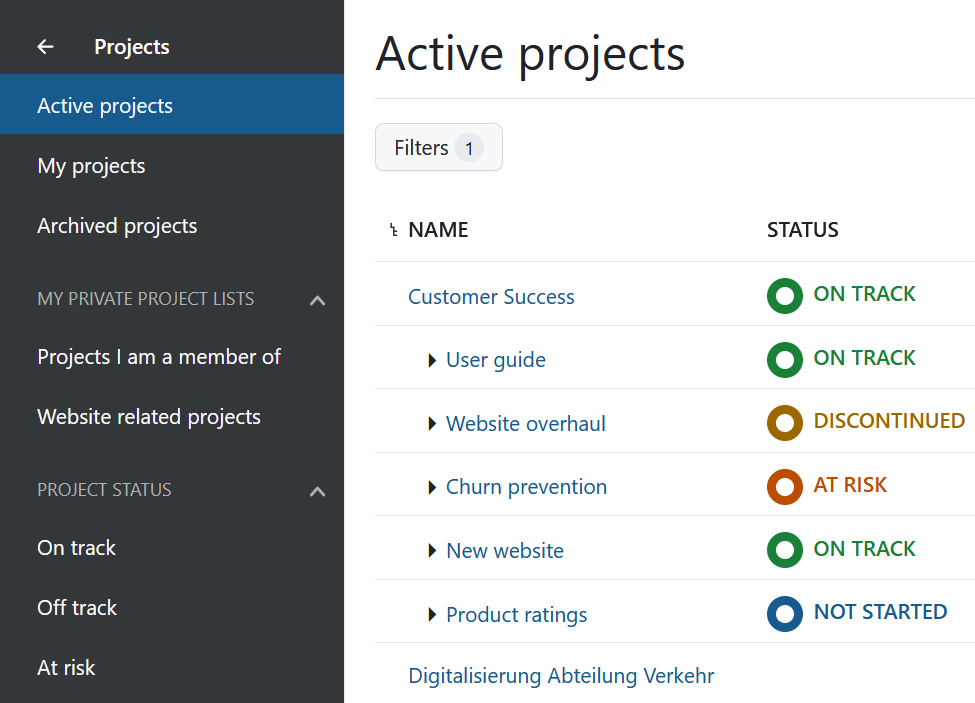 Projects
Active projects
My projects
Archived projects
MY PRIVATE PROJECT LISTS
Projects I am a member of
Website related projects
PROJECT STATUS
On track
Off track
At risk
Active projects
Filters 1
NAME STATUS
Customer Success ON TRACK
User guide ON TRACK
Website overhaul DISCONTINUED
Churn prevention AT RISK
New website ON TRACK
Product ratings NOT STARTED
Digitalisierung Abteilung Verkehr